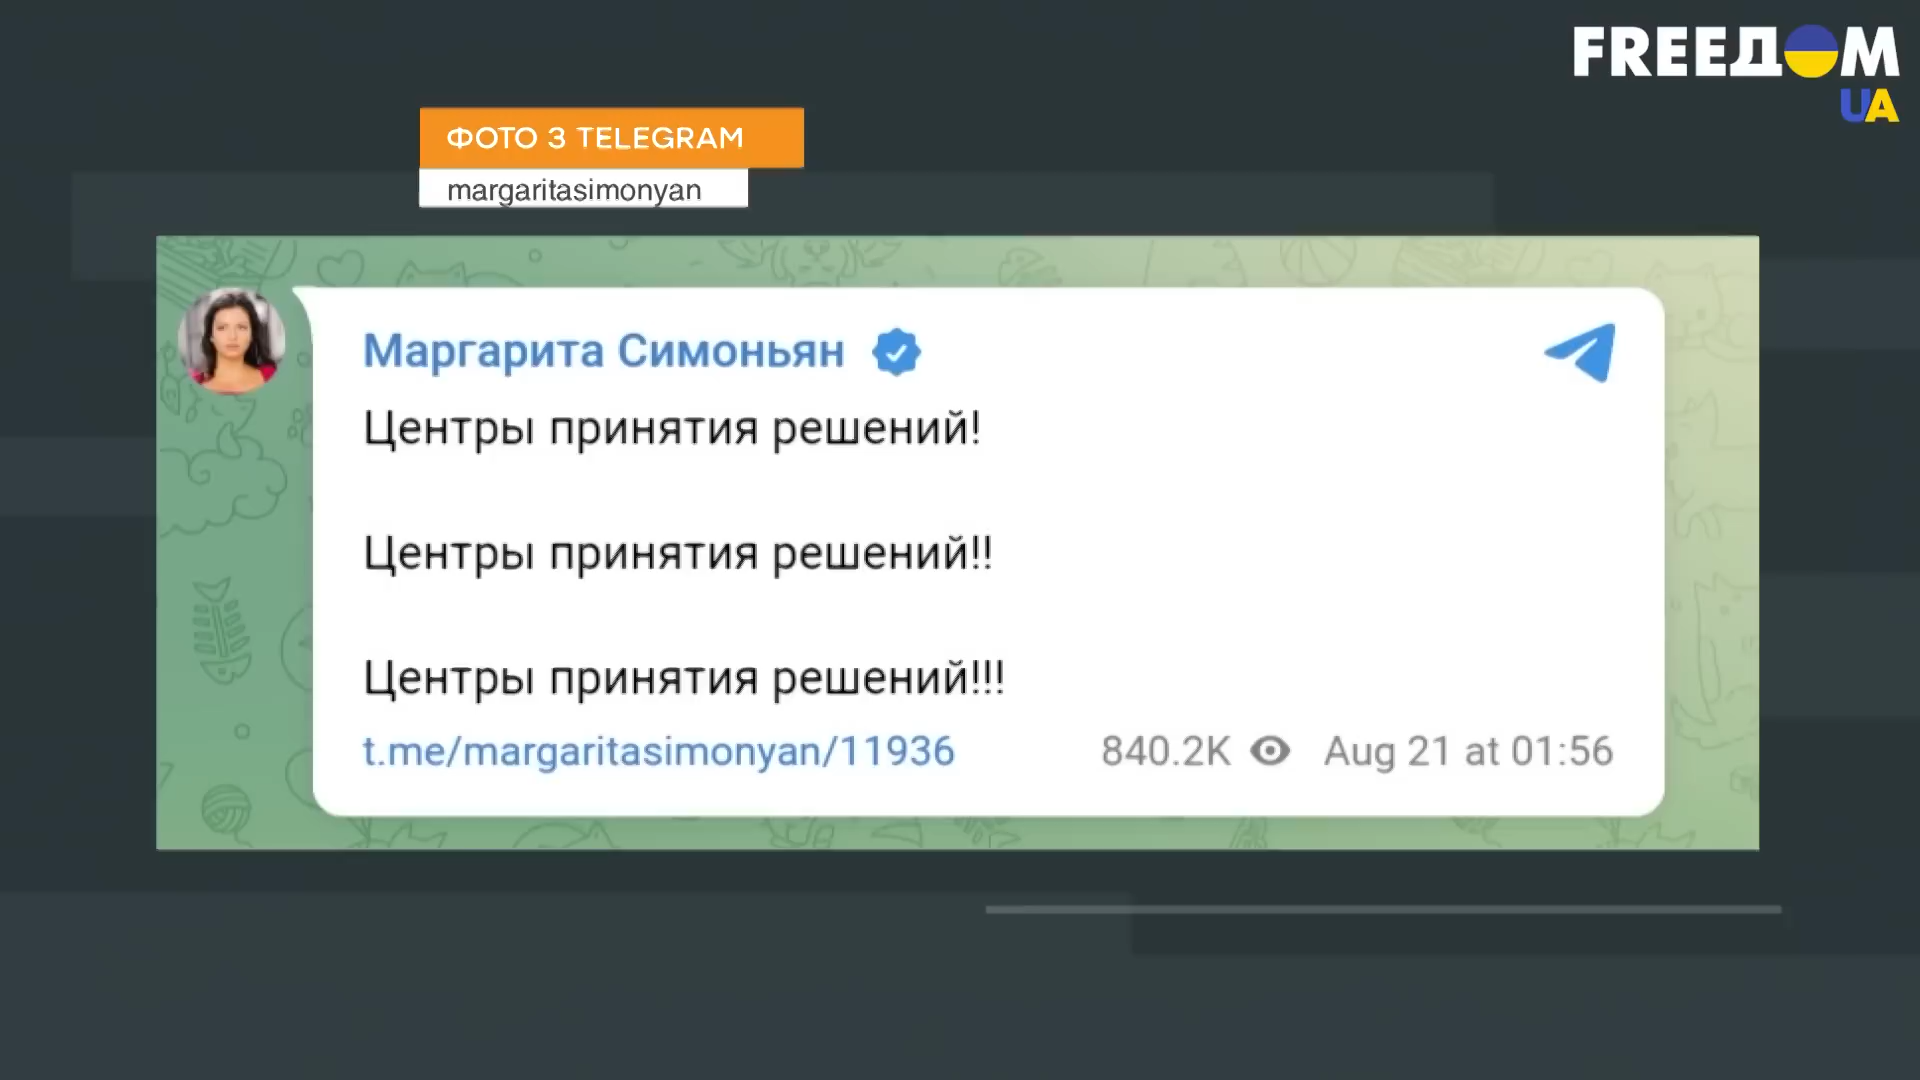 FREEДOM
UA
ФОТО З TELEGRAM
margaritasimonyan
Маргарита Симоньян
Центры принятия решений!
Центры принятия решений!!
Центры принятия решений!!!
t.me/margaritasimonyan/11936 840.2K Aug 21 at 01:56